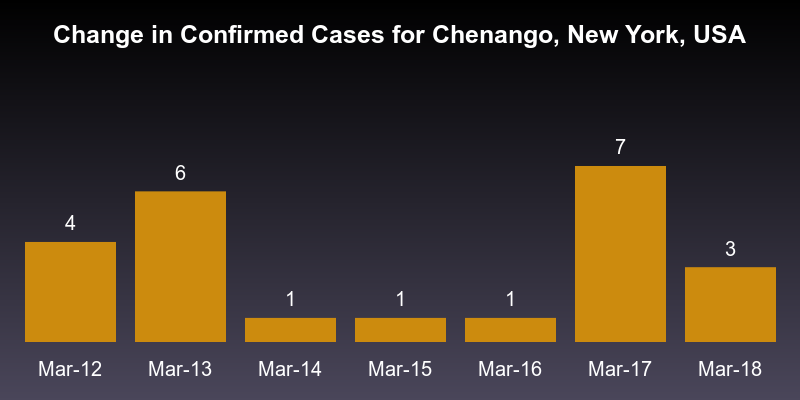 Change in Confirmed Cases for Chenango, New York, USA
7
6
4
3
1 1 1
Mar-12 Mar-13 Mar-14 Mar-15 Mar-16 Mar-17 Mar-18